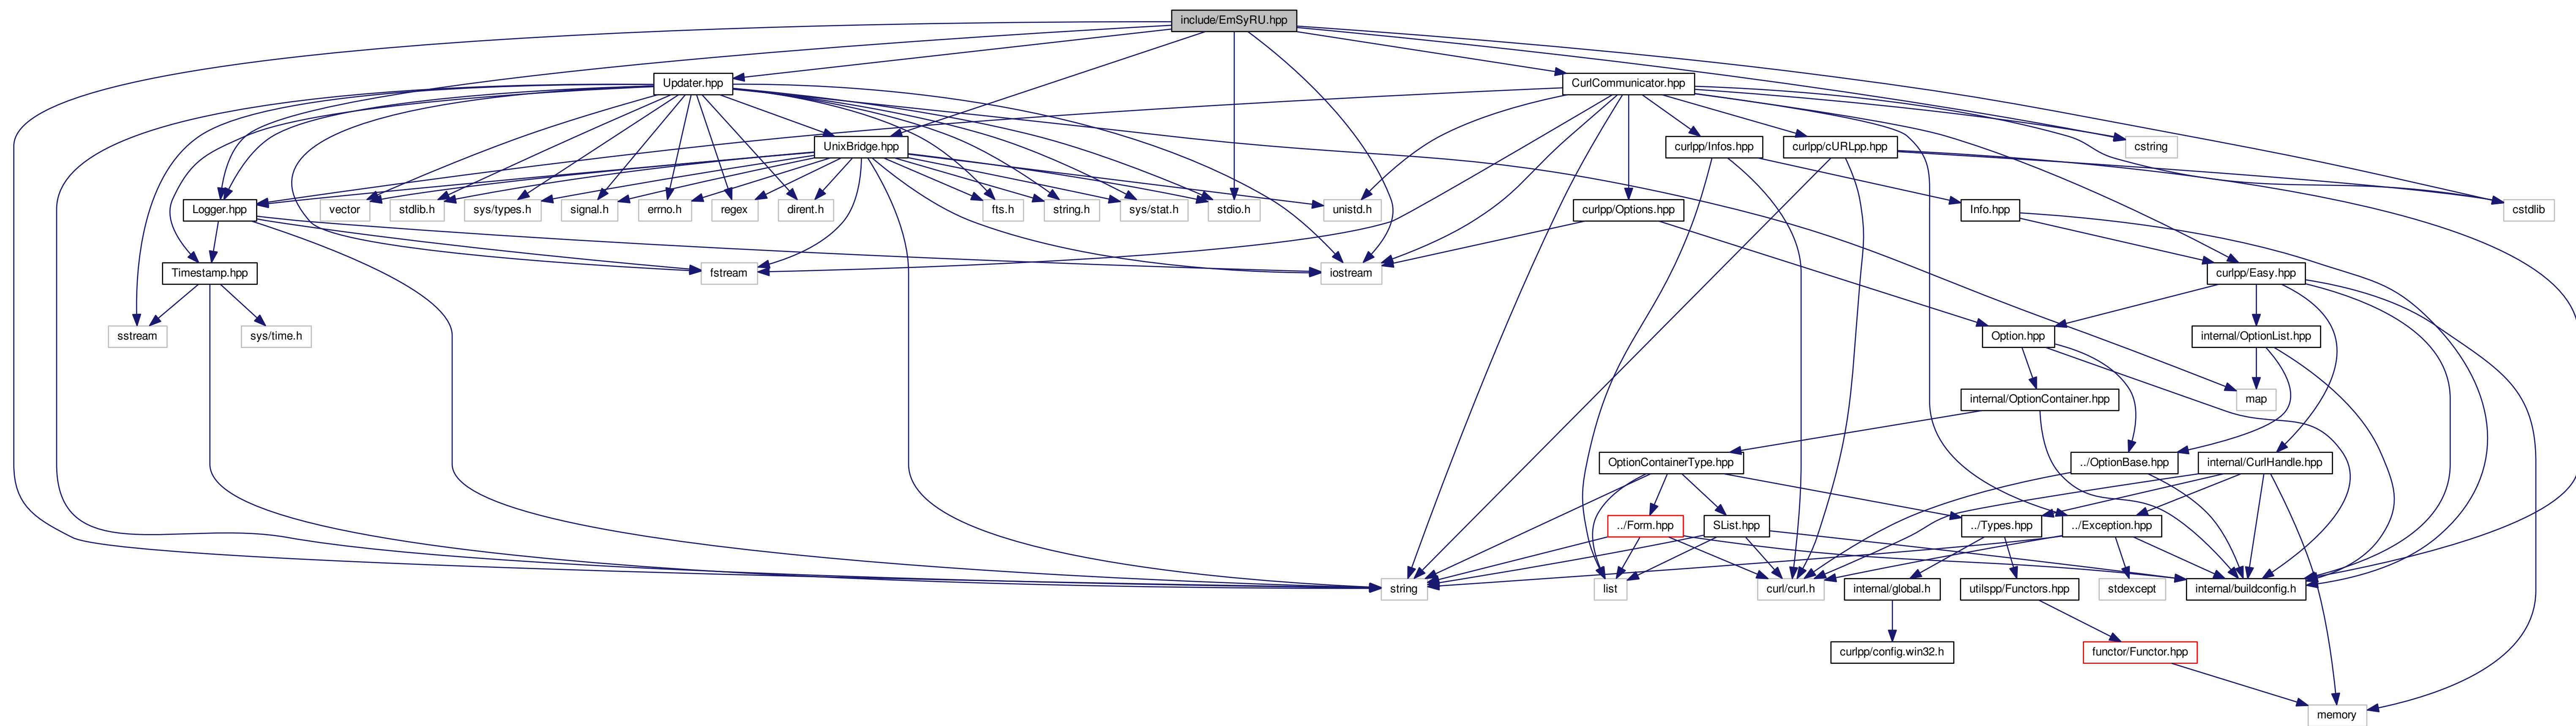 include/EmSyRU.hpp
Updater.hpp
CurlCommunicator.hpp
UnixBridge.hpp
curlpp/Infos.hpp
curlpp/cURLpp.hpp
cstring
Logger.hpp
vector
stdlib.h
sys/types.h
signal.h
errno.h
regex
dirent.h
fts.h
string.h
sys/stat.h
stdio.h
unistd.h
curlpp/Options.hpp
Info.hpp
cstdlib
Timestamp.hpp
fstream
iostream
curlpp/Easy.hpp
sstream
sys/time.h
Option.hpp
internal/OptionList.hpp
internal/OptionContainer.hpp
map
OptionContainerType.hpp
../OptionBase.hpp
internal/CurlHandle.hpp
../Form.hpp
SList.hpp
../Types.hpp
../Exception.hpp
string
list
curl/curl.h
internal/global.h
utilspp/Functors.hpp
stdexcept
internal/buildconfig.h
curlpp/config.win32.h
functor/Functor.hpp
memory